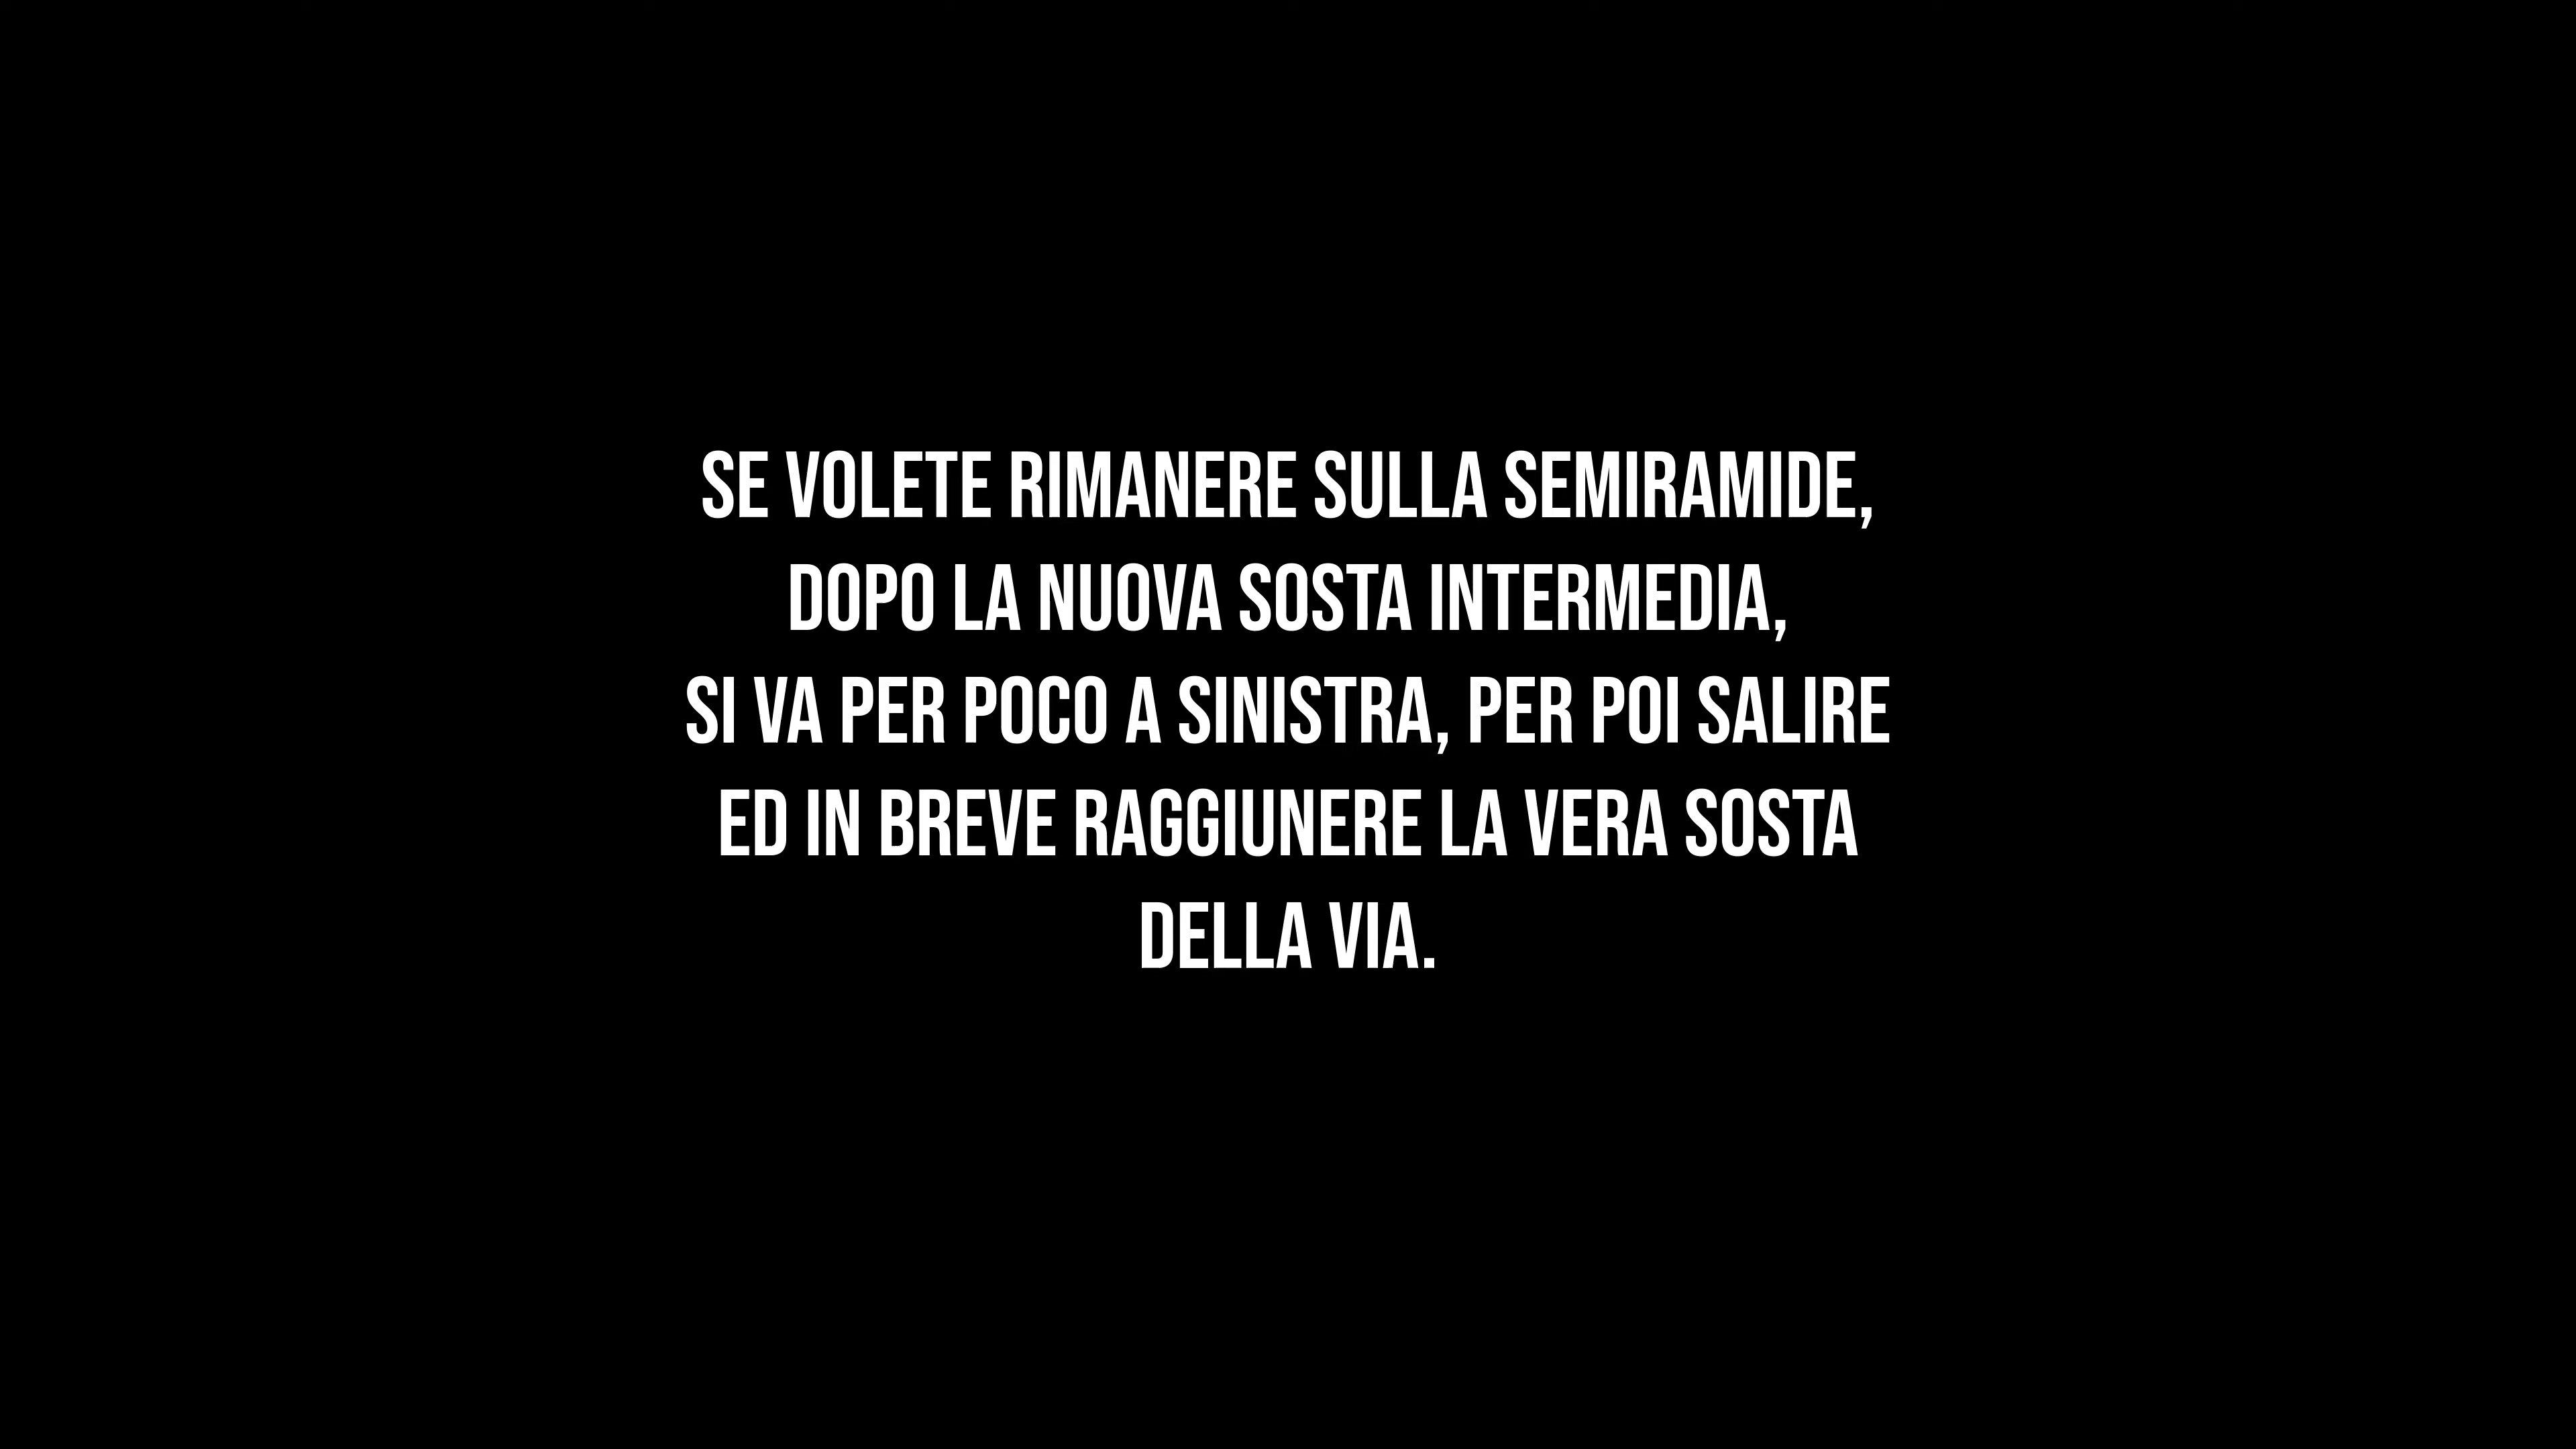 SE VOLETE RIMANERE SULLA SEMIRAMIDE,
DOPO LA NUOVA SOSTA INTERMEDIA,
SI VA PER POCO A SINISTRA, PER POI SALIRE
ED IN BREVE RAGGIUNERE LA VERA SOSTA
DELLA VIA.